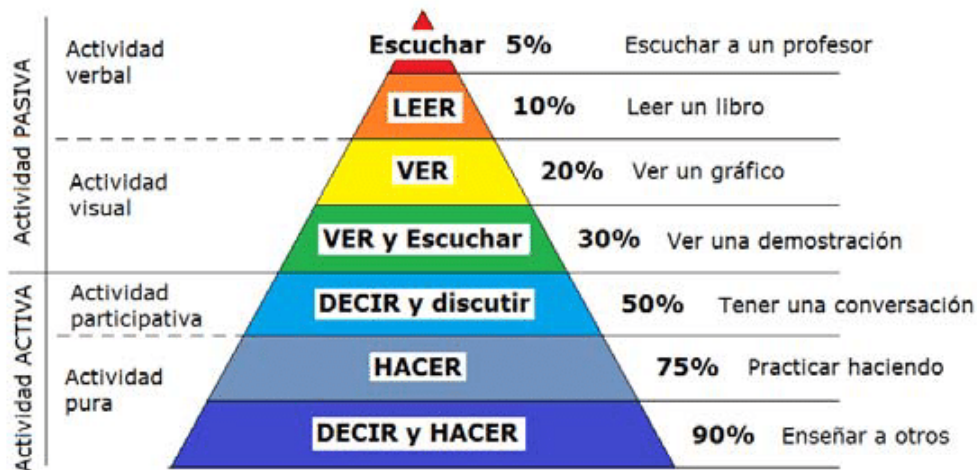 Actividad PASIVA
Actividad
verbal
Escuchar 5% Escuchar a un profesor
LEER 10% Leer un libro
Actividad
visual
VER 20% Ver un gráfico
VER y Escuchar 30% Ver una demostración
Actividad ACTIVA
Actividad
participativa
DECIR y discutir 50% Tener una conversación
Actividad
pura
HACER 75% Practicar haciendo
DECIR y HACER 90% Enseñar a otros